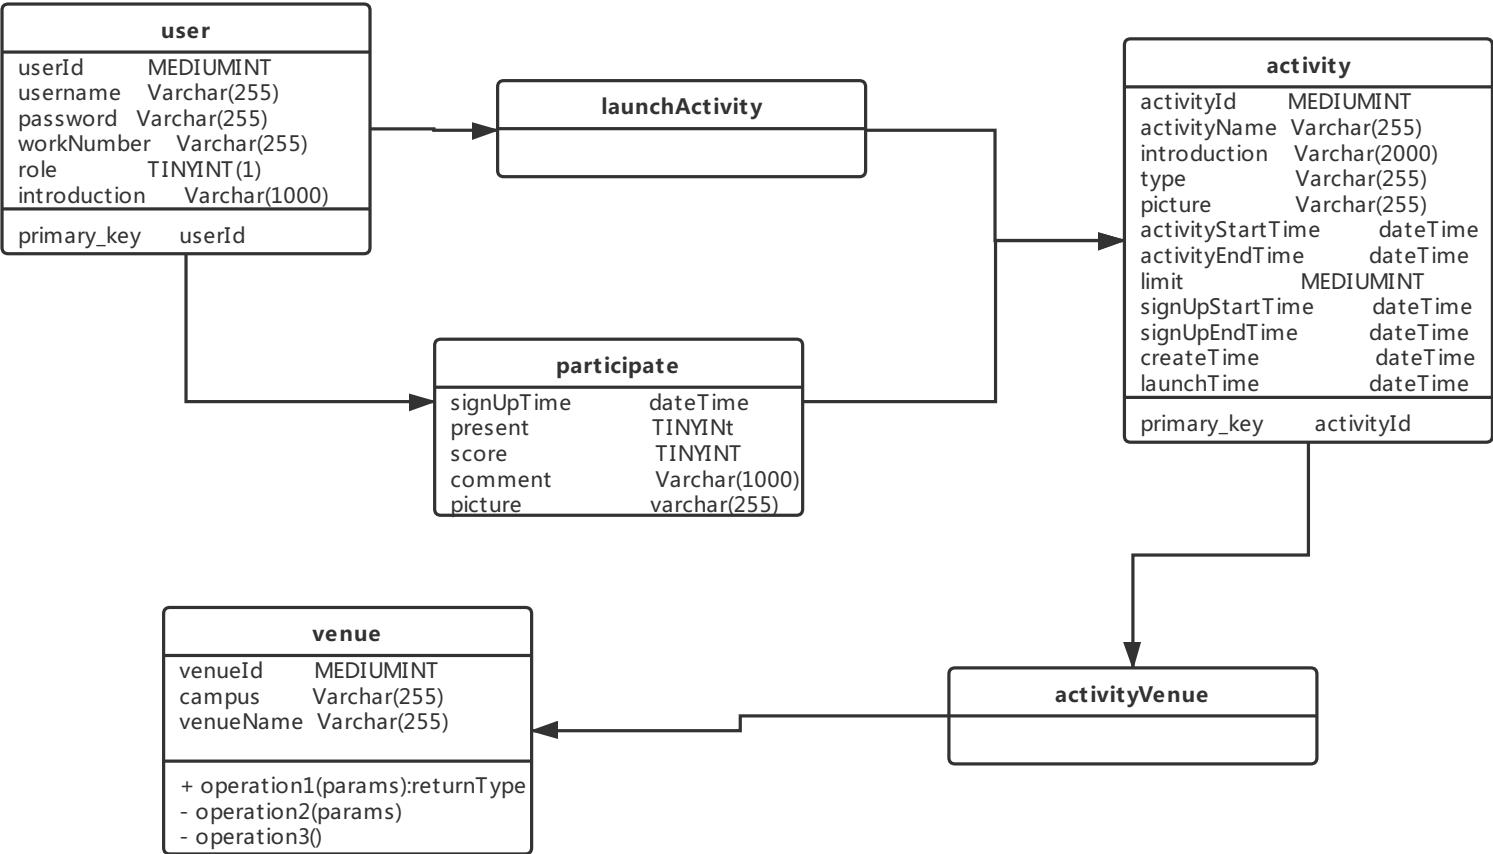 user
userId MEDIUMINT
username Varchar(255)
password Varchar(255)
workNumber Varchar(255)
role TINYINT(1)
introduction Varchar(1000)
primary_key userId
launchActivity
activity
activityId MEDIUMINT
activityName Varchar(255)
introduction Varchar(2000)
type Varchar(255)
picture Varchar(255)
activityStartTime dateTime
activityEndTime dateTime
limit MEDIUMINT
signUpStartTime dateTime
signUpEndTime dateTime
createTime dateTime
launchTime dateTime
primary_key activityId
participate
signUpTime dateTime
present TINYINt
score TINYINT
comment Varchar(1000)
picture varchar(255)
venue
venueId MEDIUMINT
campus Varchar(255)
venueName Varchar(255)
+ operation1(params):returnType
- operation2(params)
- operation3()
activityVenue